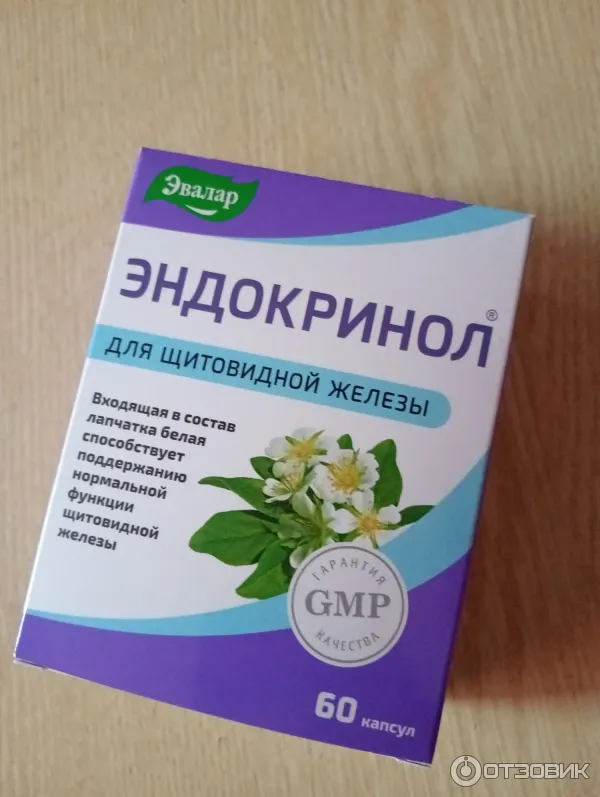 Эвалар
ЭНДОКРИНОЛ®
ДЛЯ ЩИТОВИДНОЙ ЖЕЛЕЗЫ
Входящая в состав
лапчатка белая
способствует
поддержанию
нормальной
функции
щитовидной
железы
ГАРАНТИЯ
GMP
КАЧЕСТВА
60 капсул
ОТЗОВИК